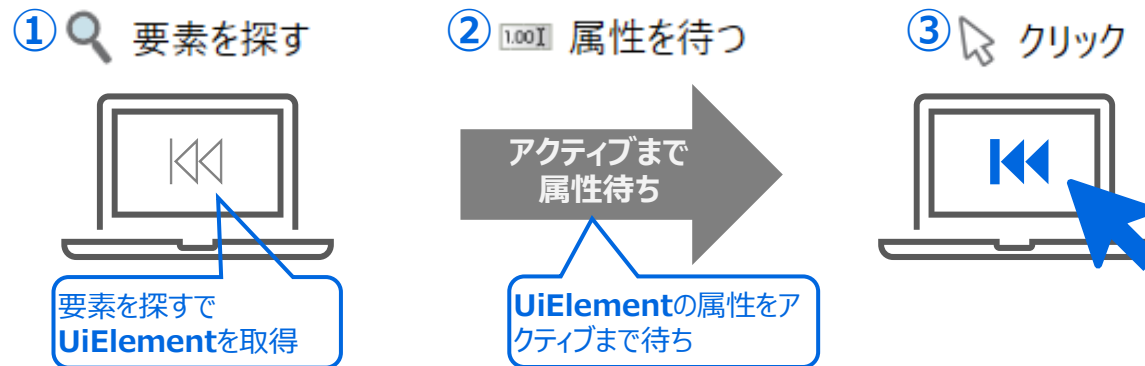 ① 要素を探す
② 1.00 属性を待つ
③ クリック
アクティブまで
属性待ち
要素を探すで
UiElementを取得
UiElementの属性をア
クティブまで待ち